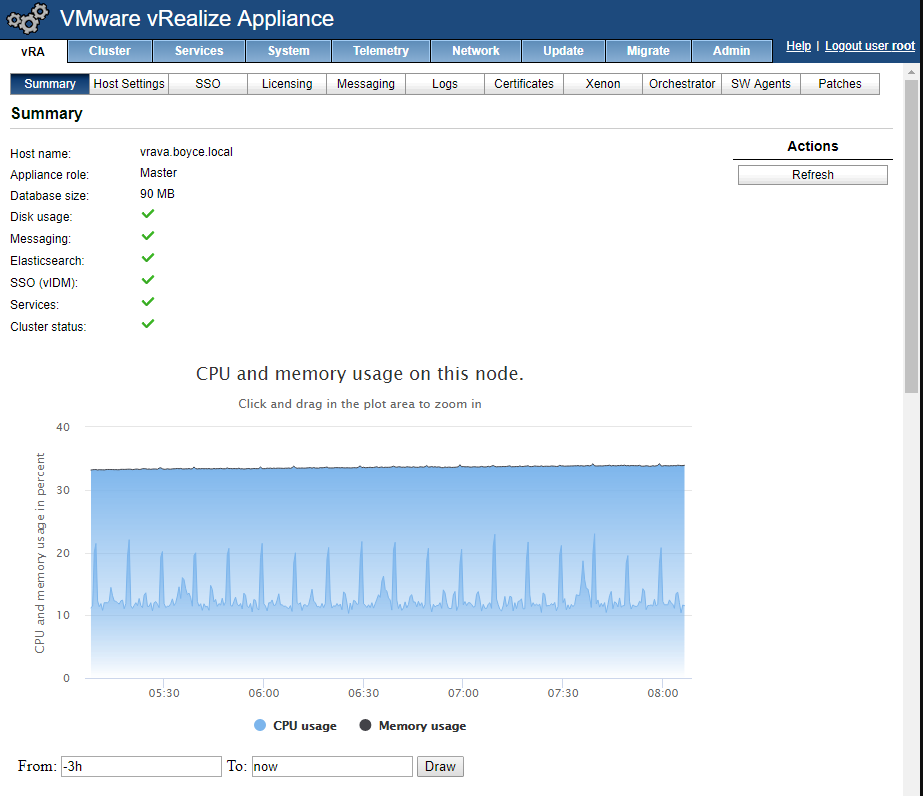 VMware vRealize Appliance
vRA Cluster Services System Telemetry Network Update Migrate Admin Help | Logout user root
Summary Host Settings SSO Licensing Messaging Logs Certificates Xenon Orchestrator SW Agents Patches
Summary
Actions
Refresh
Host name: vrava.boyce.local
Appliance role: Master
Database size: 90 MB
Disk usage:
Messaging:
Elasticsearch:
SSO (vIDM):
Services:
Cluster status:
CPU and memory usage on this node.
Click and drag in the plot area to zoom in
CPU and memory usage in percent
40
30
20
10
0
05:30 06:00 06:30 07:00 07:30 08:00
CPU usage Memory usage
From: -3h To: now Draw